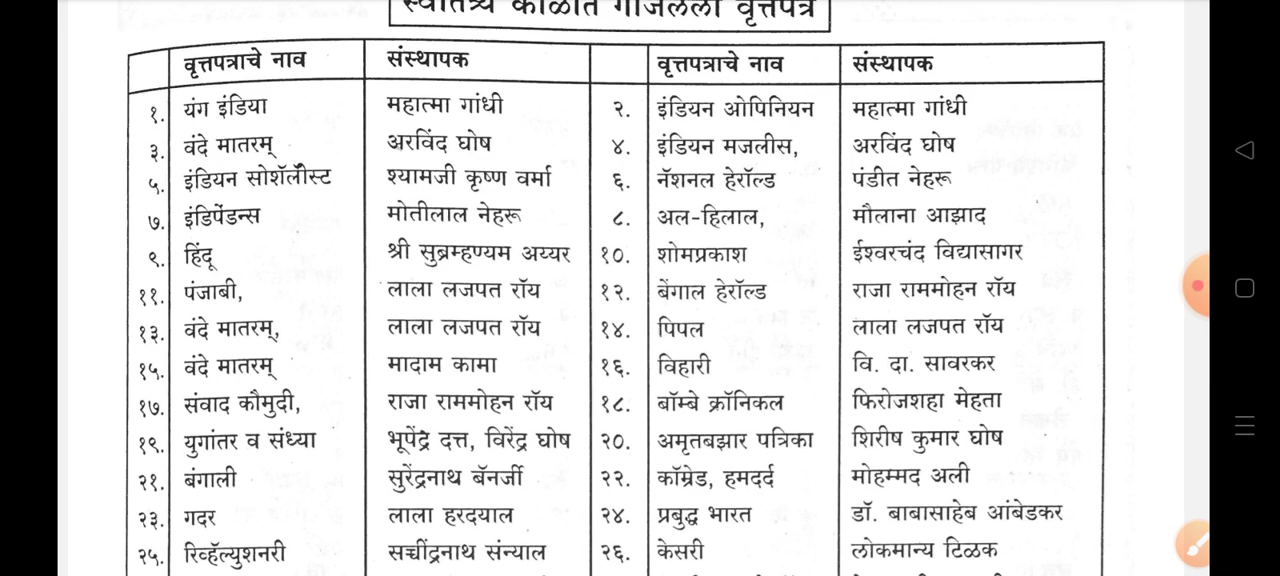 स्वातंत्र्य काळात गाजलेली वृत्तपत्रे
वृत्तपत्राचे नाव संस्थापक वृत्तपत्राचे नाव संस्थापक
१. यंग इंडिया महात्मा गांधी २. इंडियन ओपिनियन महात्मा गांधी
३. वंदे मातरम् अरविंद घोष ४. इंडियन मजलीस, अरविंद घोष
५. इंडियन सोशॅलीस्ट श्यामजी कृष्ण वर्मा ६. नॅशनल हेरॉल्ड पंडीत नेहरू
७. इंडिपेंडन्स मोतीलाल नेहरू ८. अल-हिलाल, मौलाना आझाद
९. हिंदू श्री सुब्रम्हण्यम अय्यर १०. शोमप्रकाश ईश्वरचंद विद्यासागर
११. पंजाबी, लाला लजपत रॉय १२. बेंगाल हेरॉल्ड राजा राममोहन रॉय
१३. वंदे मातरम्, लाला लजपत रॉय १४. पिपल लाला लजपत रॉय
१५. वंदे मातरम् मादाम कामा १६. विहारी वि. दा. सावरकर
१७. संवाद कौमुदी, राजा राममोहन रॉय १८. बॉम्बे क्रॉनिकल फिरोजशहा मेहता
१९. युगांतर व संध्या भूपेंद्र दत्त, विरेंद्र घोष २०. अमृतबझार पत्रिका शिरीष कुमार घोष
२१. बंगाली सुरेंद्रनाथ बॅनर्जी २२. कॉम्रेड, हमदर्द मोहम्मद अली
२३. गदर लाला हरदयाल २४. प्रबुद्ध भारत डॉ. बाबासाहेब आंबेडकर
२५. रिव्हॅल्युशनरी सच्चींद्रनाथ संन्याल २६. केसरी लोकमान्य टिळक